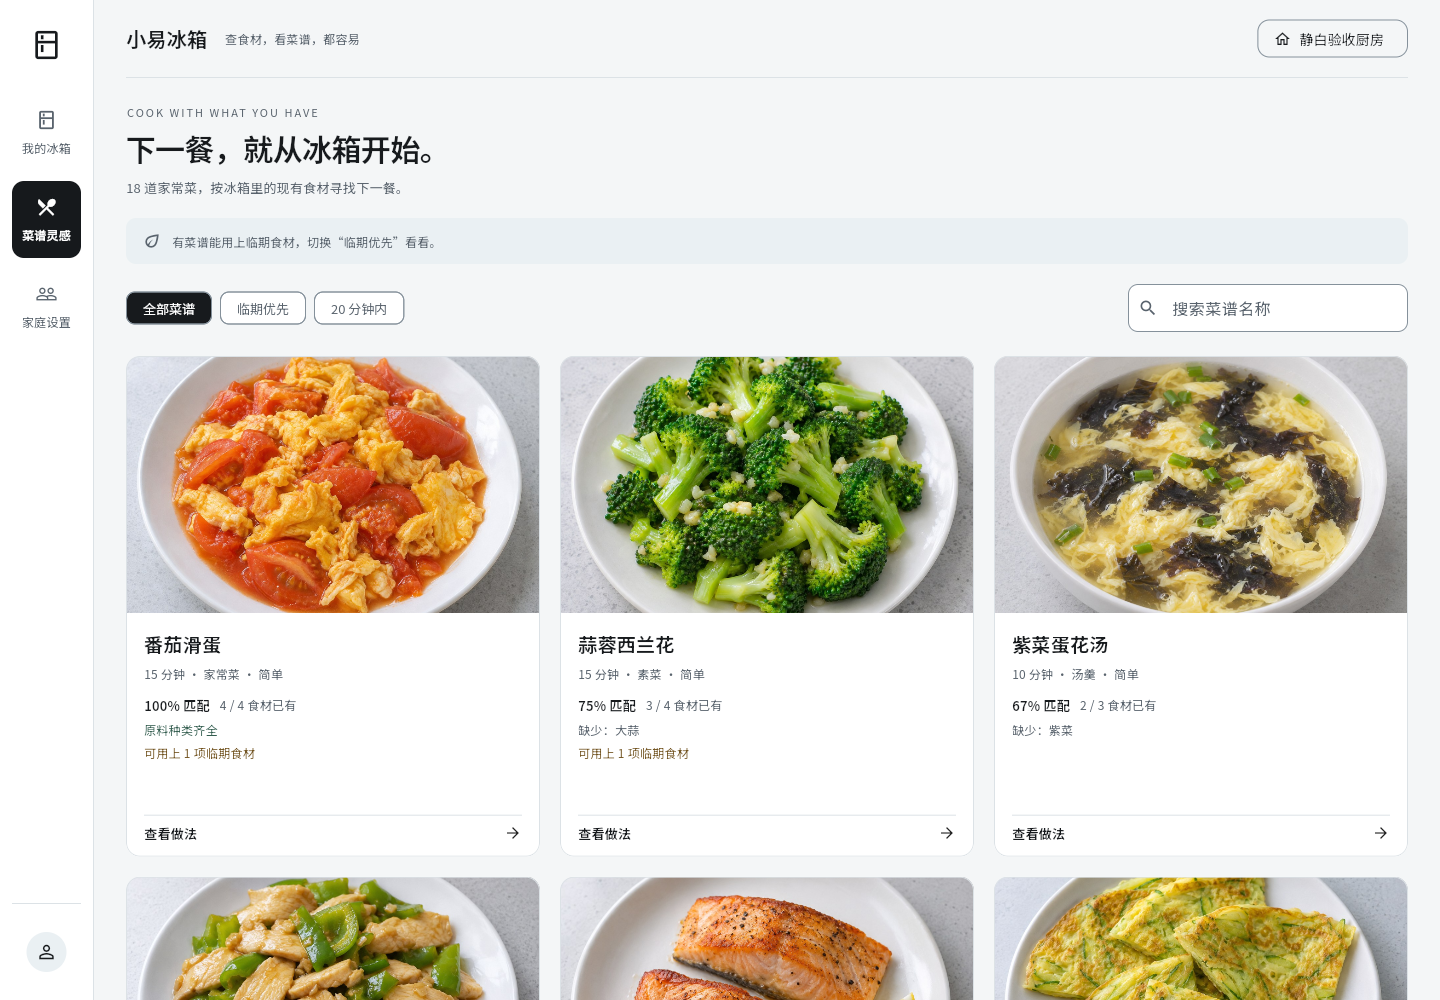 小易冰箱
查食材，看菜谱，都容易
静白验收厨房
我的冰箱
菜谱灵感
家庭设置
COOK WITH WHAT YOU HAVE
下一餐，就从冰箱开始。
18 道家常菜，按冰箱里的现有食材寻找下一餐。
有菜谱能用上临期食材，切换“临期优先”看看。
全部菜谱
临期优先
20 分钟内
搜索菜谱名称
番茄滑蛋
15 分钟 · 家常菜 · 简单
100% 匹配 4 / 4 食材已有
原料种类齐全
可用上 1 项临期食材
查看做法
蒜蓉西兰花
15 分钟 · 素菜 · 简单
75% 匹配 3 / 4 食材已有
缺少：大蒜
可用上 1 项临期食材
查看做法
紫菜蛋花汤
10 分钟 · 汤羹 · 简单
67% 匹配 2 / 3 食材已有
缺少：紫菜
查看做法